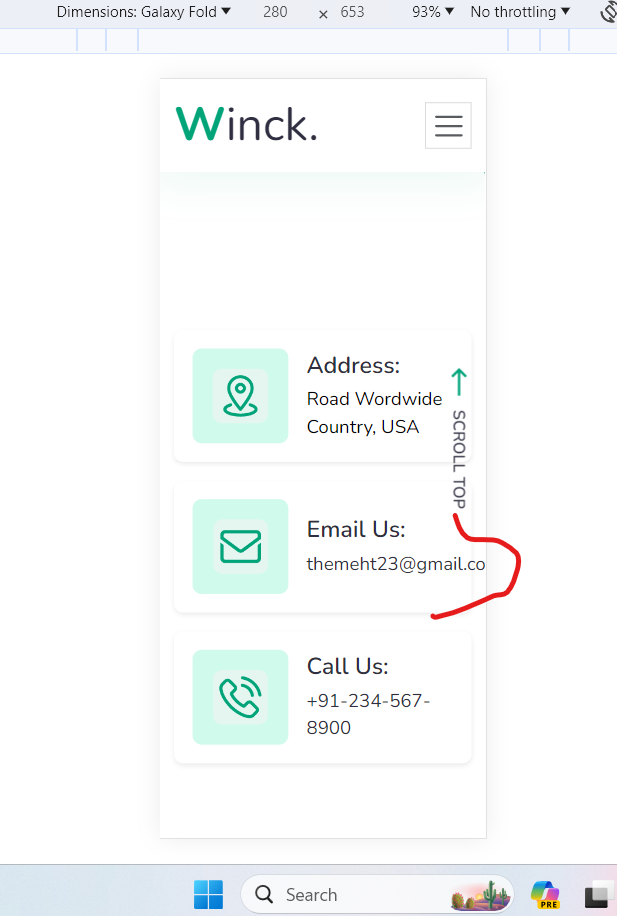 Dimensions: Galaxy Fold 280 × 653 93% No throttling
Winck.
Address:
Road Wordwide
Country, USA
SCROLL TOP
Email Us:
themeht23@gmail.co
Call Us:
+91-234-567-
8900
Search
PRE